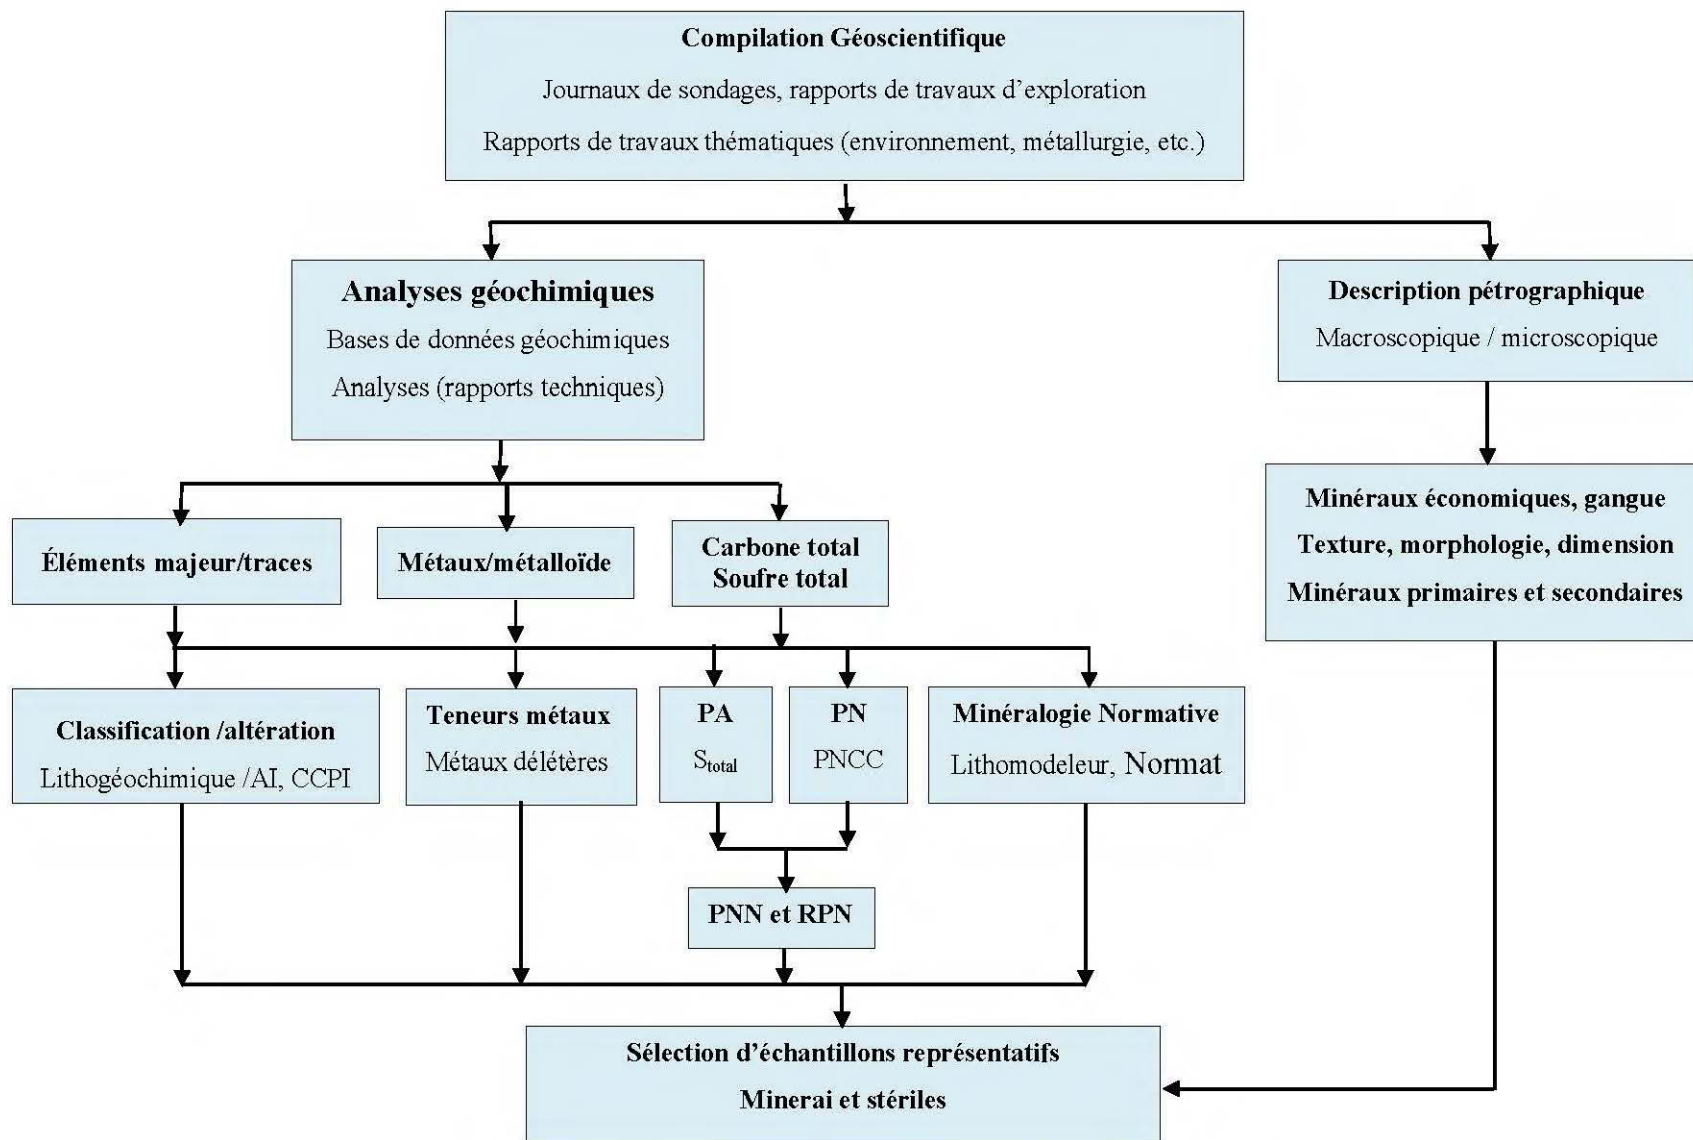 Compilation Géoscientifique
Journaux de sondages, rapports de travaux d'exploration
Rapports de travaux thématiques (environnement, métallurgie, etc.)
Analyses géochimiques
Bases de données géochimiques
Analyses (rapports techniques)
Description pétrographique
Macroscopique / microscopique
Éléments majeur/traces
Métaux/métalloïde
Carbone total
Soufre total
Minéraux économiques, gangue
Texture, morphologie, dimension
Minéraux primaires et secondaires
Classification /altération
Lithogéochimique /AI, CCPI
Teneurs métaux
Métaux délétères
PA
Stotal
PN
PNCC
Minéralogie Normative
Lithomodeleur, Normat
PNN et RPN
Sélection d'échantillons représentatifs
Minerai et stériles